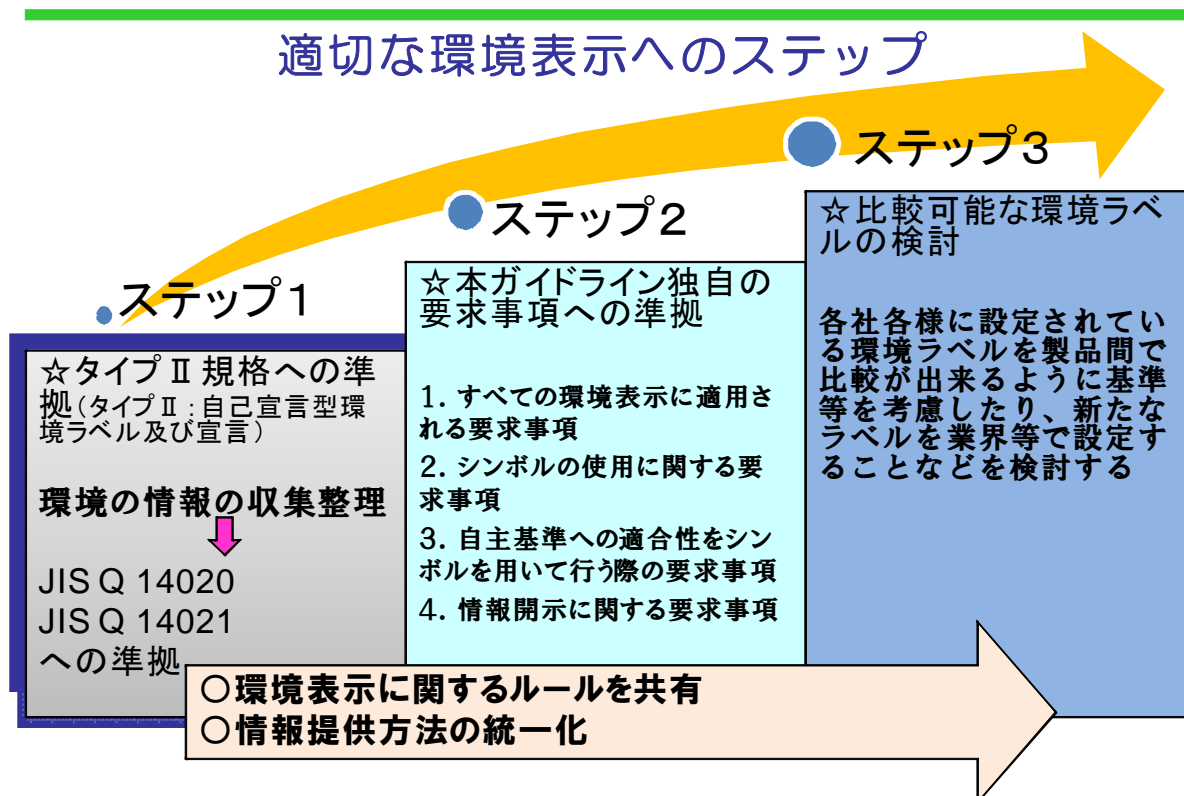 適切な環境表示へのステップ
ステップ1
☆タイプⅡ規格への準
拠(タイプⅡ:自己宣言型環
境ラベル及び宣言)
環境の情報の収集整理
JIS Q 14020
JIS Q 14021
への準拠
ステップ2
☆本ガイドライン独自の
要求事項への準拠
1. すべての環境表示に適用さ
れる要求事項
2. シンボルの使用に関する要
求事項
3. 自主基準への適合性をシン
ボルを用いて行う際の要求事項
4. 情報開示に関する要求事項
ステップ3
☆比較可能な環境ラベ
ルの検討
各社各様に設定されてい
る環境ラベルを製品間で
比較が出来るように基準
等を考慮したり、新たな
ラベルを業界等で設定す
ることなどを検討する
○環境表示に関するルールを共有
○情報提供方法の統一化